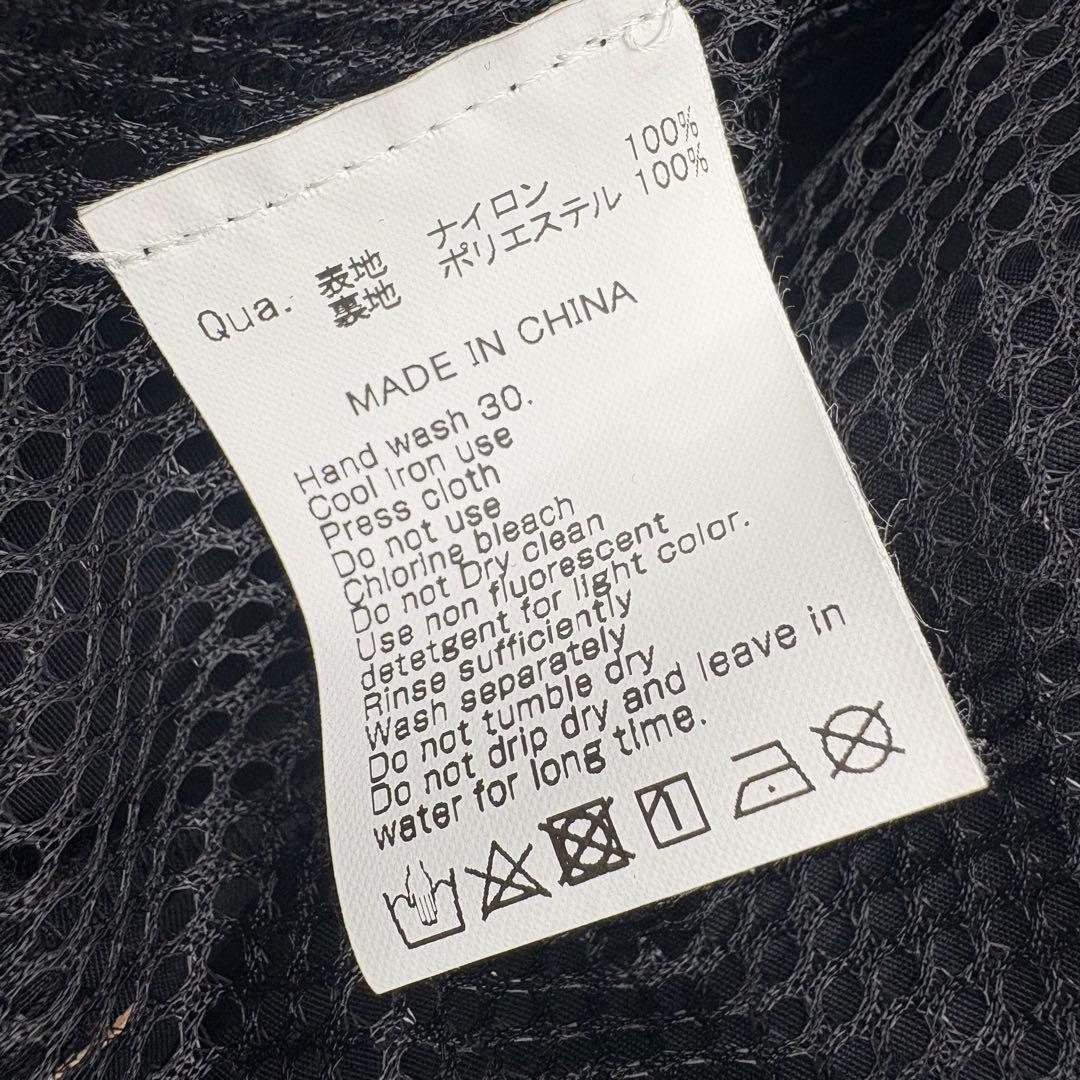 Qua. 表地 ナイロン 100%
裏地 ポリエステル 100%
MADE IN CHINA
Hand wash 30.
Cool Iron use
Press cloth
Do not use
Chlorine bleach
Do not Dry clean
Use non fluorescent
detetgent for light color.
Rinse sufficiently
Wash separately
Do not tumble dry
Do not drip dry and leave in
water for long time.